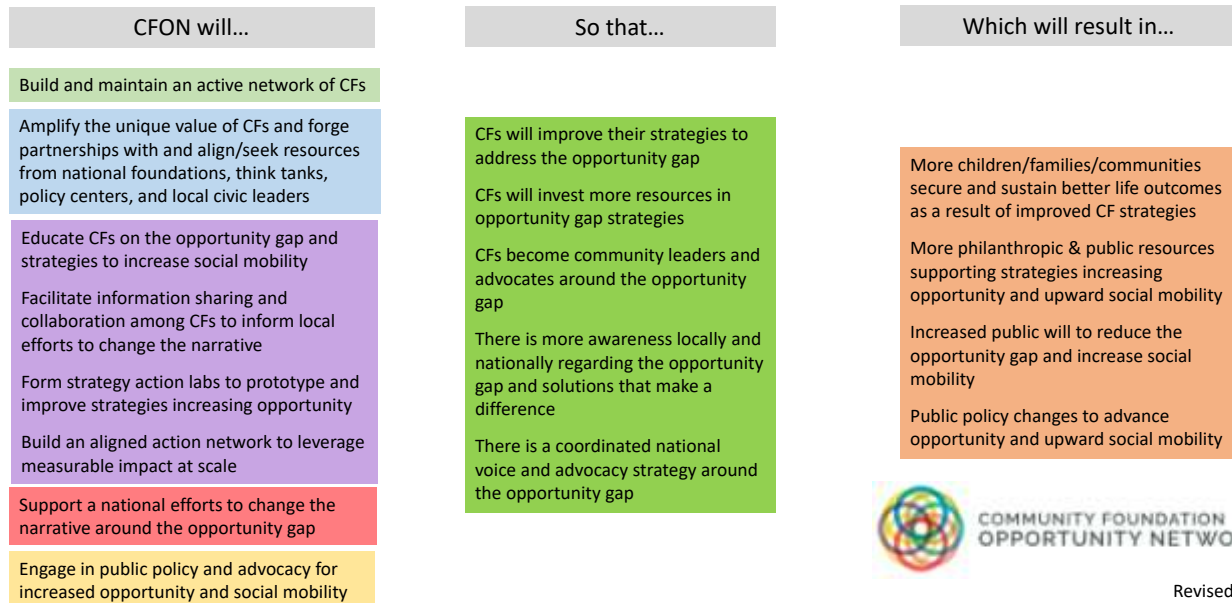 CFON will...
Build and maintain an active network of CFs
Amplify the unique value of CFs and forge
partnerships with and align/seek resources
from national foundations, think tanks,
policy centers, and local civic leaders
Educate CFs on the opportunity gap and
strategies to increase social mobility
Facilitate information sharing and
collaboration among CFs to inform local
efforts to change the narrative
Form strategy action labs to prototype and
improve strategies increasing opportunity
Build an aligned action network to leverage
measurable impact at scale
Support a national efforts to change the
narrative around the opportunity gap
Engage in public policy and advocacy for
increased opportunity and social mobility
So that...
CFs will improve their strategies to
address the opportunity gap
CFs will invest more resources in
opportunity gap strategies
CFs become community leaders and
advocates around the opportunity
gap
There is more awareness locally and
nationally regarding the opportunity
gap and solutions that make a
difference
There is a coordinated national
voice and advocacy strategy around
the opportunity gap
Which will result in...
More children/families/communities
secure and sustain better life outcomes
as a result of improved CF strategies
More philanthropic & public resources
supporting strategies increasing
opportunity and upward social mobility
Increased public will to reduce the
opportunity gap and increase social
mobility
Public policy changes to advance
opportunity and upward social mobility
COMMUNITY FOUNDATION
OPPORTUNITY NETWO
Revised